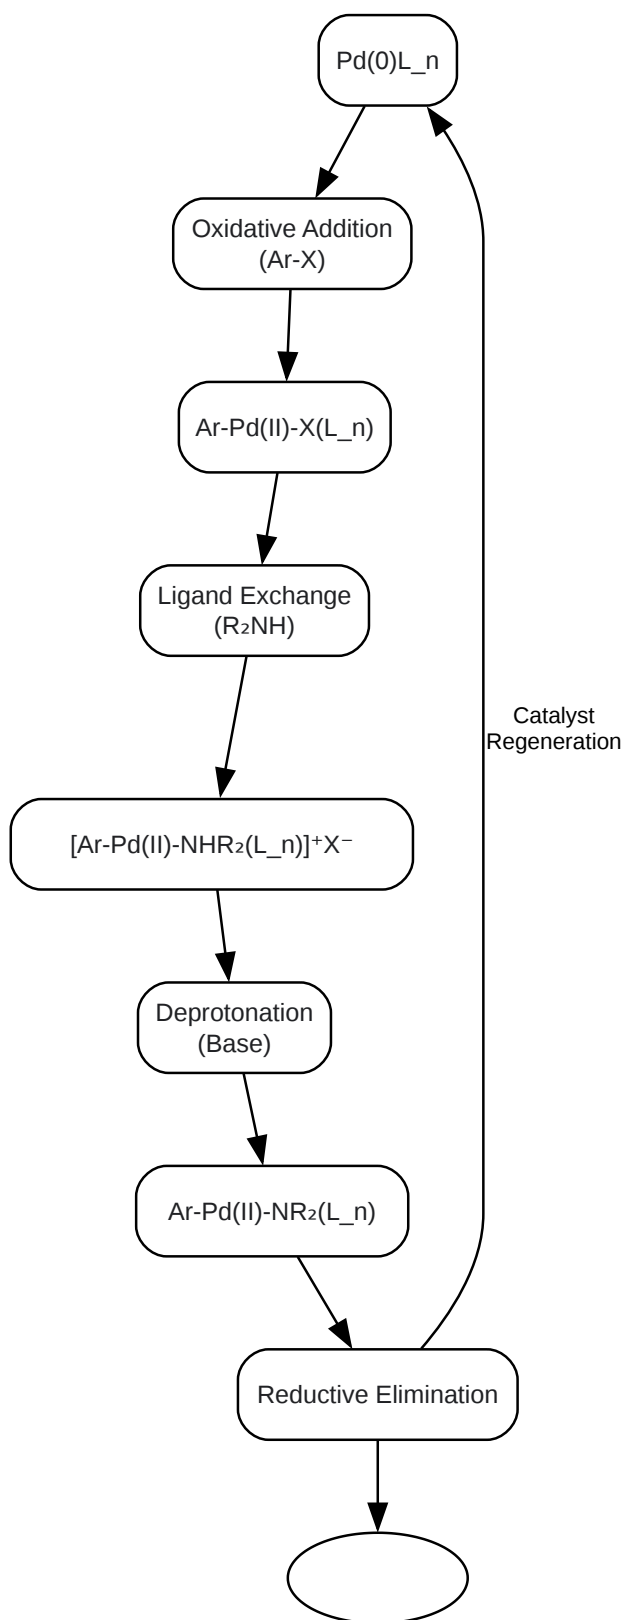 Pd(0)L_n
Oxidative Addition
(Ar-X)
Ar-Pd(II)-X(L_n)
Ligand Exchange
(R₂NH)
Catalyst
Regeneration
[Ar-Pd(II)-NHR₂(L_n)]⁺X⁻
Deprotonation
(Base)
Ar-Pd(II)-NR₂(L_n)
Reductive Elimination